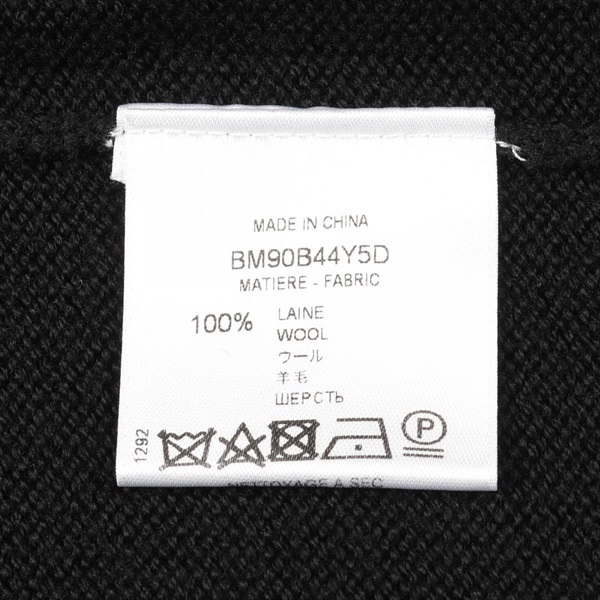 MADE IN CHINA
BM90B44Y5D
MATIERE - FABRIC
100% LAINE
WOOL
ウール
羊毛
ШЕРСТЬ
1292
P
NETTOYAGE A SEC